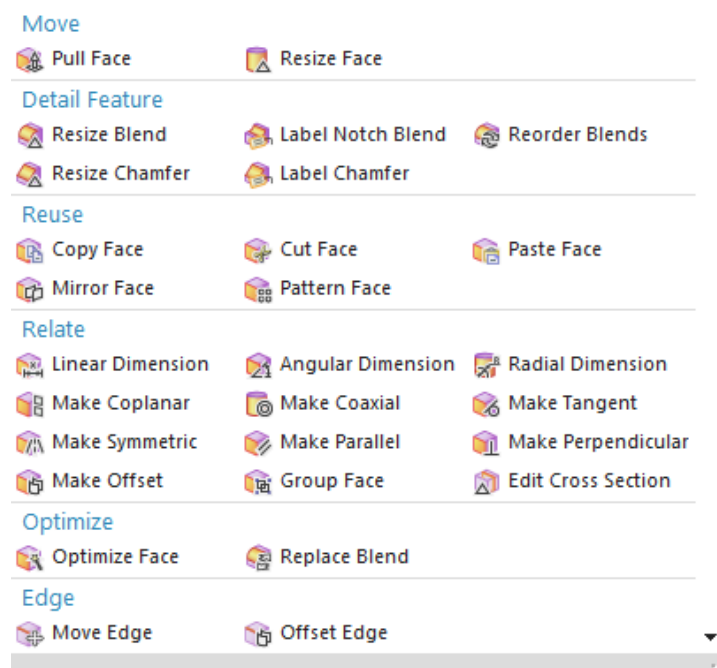 Move
Pull Face Resize Face
Detail Feature
Resize Blend Label Notch Blend Reorder Blends
Resize Chamfer Label Chamfer
Reuse
Copy Face Cut Face Paste Face
Mirror Face Pattern Face
Relate
Linear Dimension Angular Dimension Radial Dimension
Make Coplanar Make Coaxial Make Tangent
Make Symmetric Make Parallel Make Perpendicular
Make Offset Group Face Edit Cross Section
Optimize
Optimize Face Replace Blend
Edge
Move Edge Offset Edge